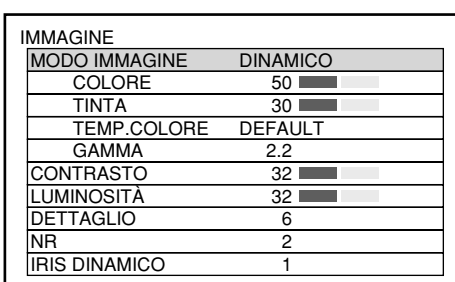 IMMAGINE
MODO IMMAGINE DINAMICO
COLORE 50
TINTA 30
TEMP.COLORE DEFAULT
GAMMA 2.2
CONTRASTO 32
LUMINOSITÀ 32
DETTAGLIO 6
NR 2
IRIS DINAMICO 1